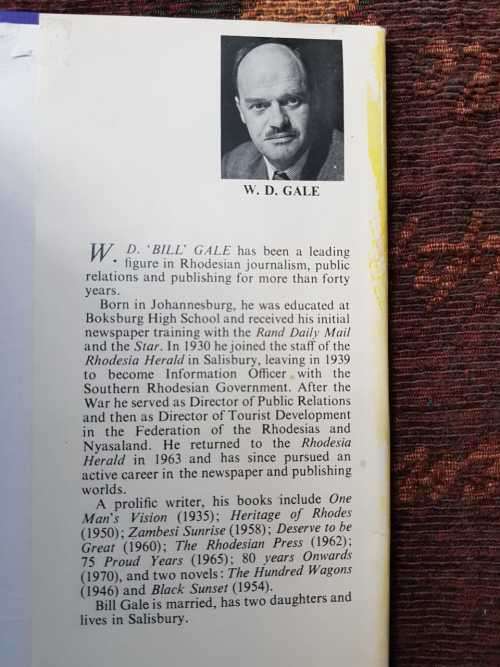 W. D. GALE
W. D. 'BILL' GALE has been a leading
figure in Rhodesian journalism, public
relations and publishing for more than forty
years.
Born in Johannesburg, he was educated at
Boksburg High School and received his initial
newspaper training with the Rand Daily Mail
and the Star. In 1930 he joined the staff of the
Rhodesia Herald in Salisbury, leaving in 1939
to become Information Officer with the
Southern Rhodesian Government. After the
War he served as Director of Public Relations
and then as Director of Tourist Development
in the Federation of the Rhodesias and
Nyasaland. He returned to the Rhodesia
Herald in 1963 and has since pursued an
active career in the newspaper and publishing
worlds.
A prolific writer, his books include One
Man's Vision (1935); Heritage of Rhodes
(1950); Zambesi Sunrise (1958); Deserve to be
Great (1960); The Rhodesian Press (1962);
75 Proud Years (1965); 80 years Onwards
(1970), and two novels: The Hundred Wagons
(1946) and Black Sunset (1954).
Bill Gale is married, has two daughters and
lives in Salisbury.